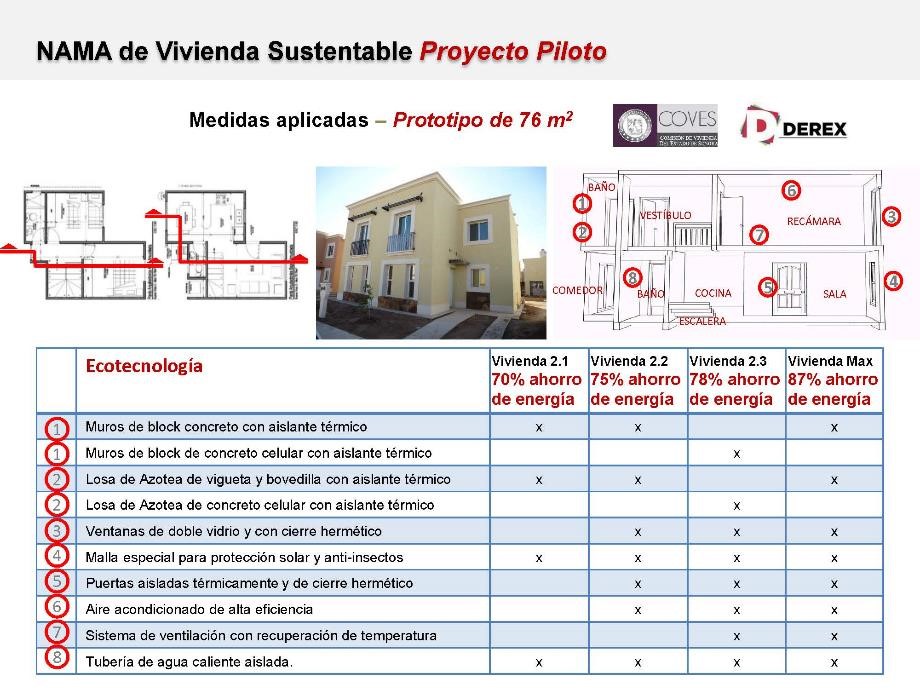 NAMA de Vivienda Sustentable Proyecto Piloto
Medidas aplicadas – Prototipo de 76 m²
COVES
COMISIÓN DE VIVIENDA
DEL ESTADO DE SONORA
DEREX
BAÑO
1
2
VESTÍBULO
6
RECÁMARA
3
7
COMEDOR
8
BAÑO
COCINA
5
SALA
4
ESCALERA
Ecotecnología
Vivienda 2.1
70% ahorro
de energía
Vivienda 2.2
75% ahorro
de energía
Vivienda 2.3
78% ahorro
de energía
Vivienda Max
87% ahorro
de energía
1 Muros de block concreto con aislante térmico x x x
1 Muros de block de concreto celular con aislante térmico x
2 Losa de Azotea de vigueta y bovedilla con aislante térmico x x x
2 Losa de Azotea de concreto celular con aislante térmico x
3 Ventanas de doble vidrio y con cierre hermético x x x
4 Malla especial para protección solar y anti-insectos x x x x
5 Puertas aisladas térmicamente y de cierre hermético x x x
6 Aire acondicionado de alta eficiencia x x x
7 Sistema de ventilación con recuperación de temperatura x x
8 Tubería de agua caliente aislada. x x x x